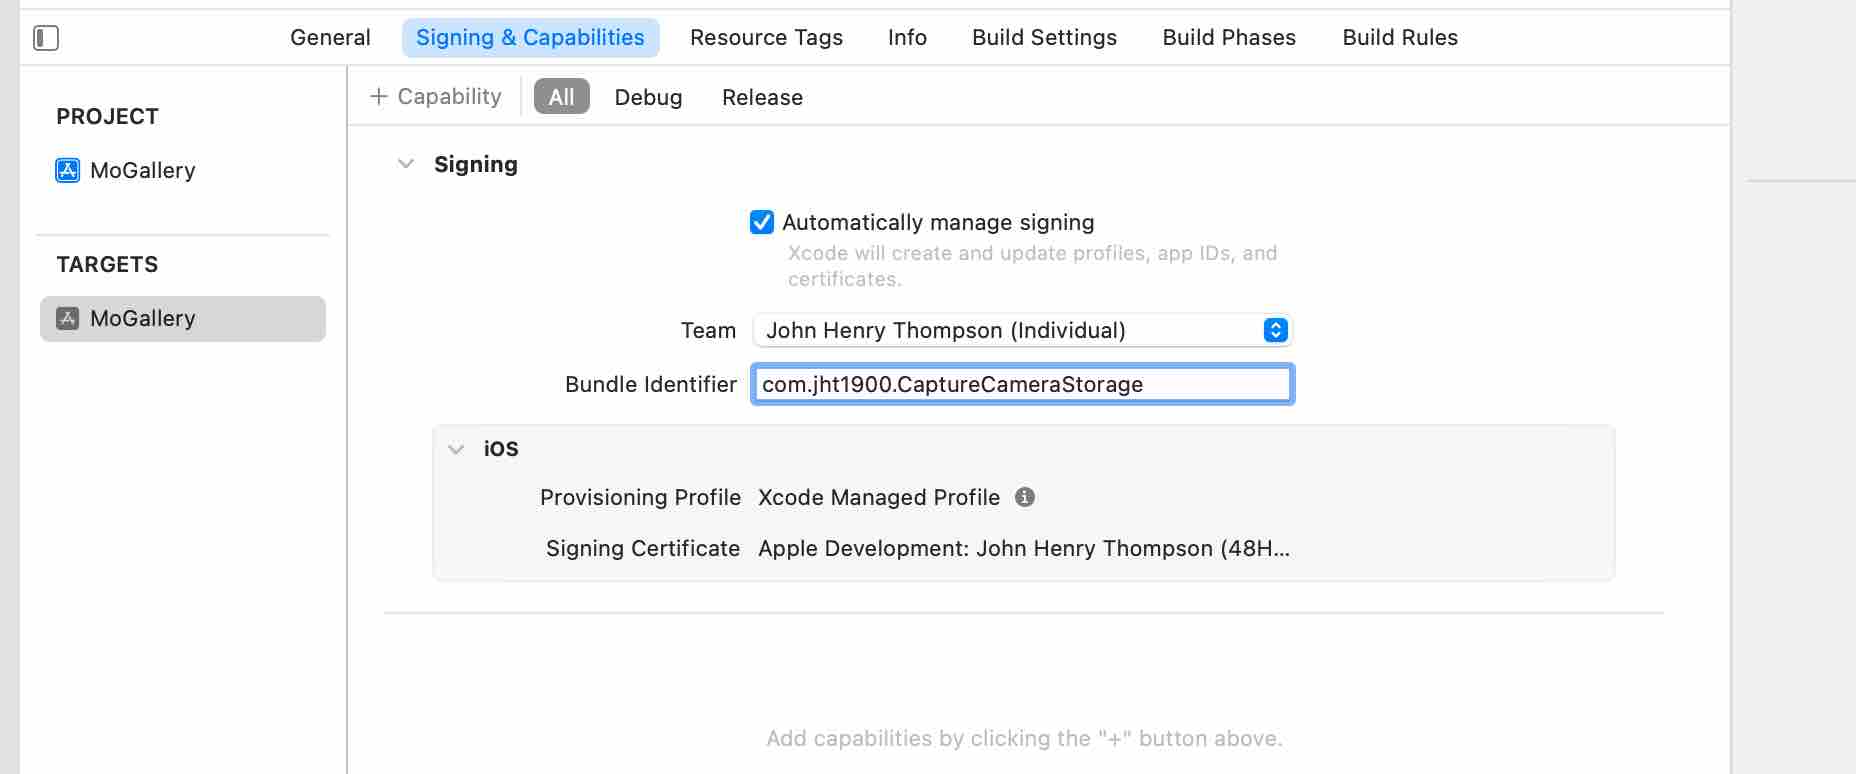 General Signing & Capabilities Resource Tags Info Build Settings Build Phases Build Rules
PROJECT
MoGallery
TARGETS
MoGallery
+ Capability All Debug Release
Signing
Automatically manage signing
Xcode will create and update profiles, app IDs, and
certificates.
Team John Henry Thompson (Individual)
Bundle Identifier com.jht1900.CaptureCameraStorage
iOS
Provisioning Profile Xcode Managed Profile
Signing Certificate Apple Development: John Henry Thompson (48H...
Add capabilities by clicking the "+" button above.